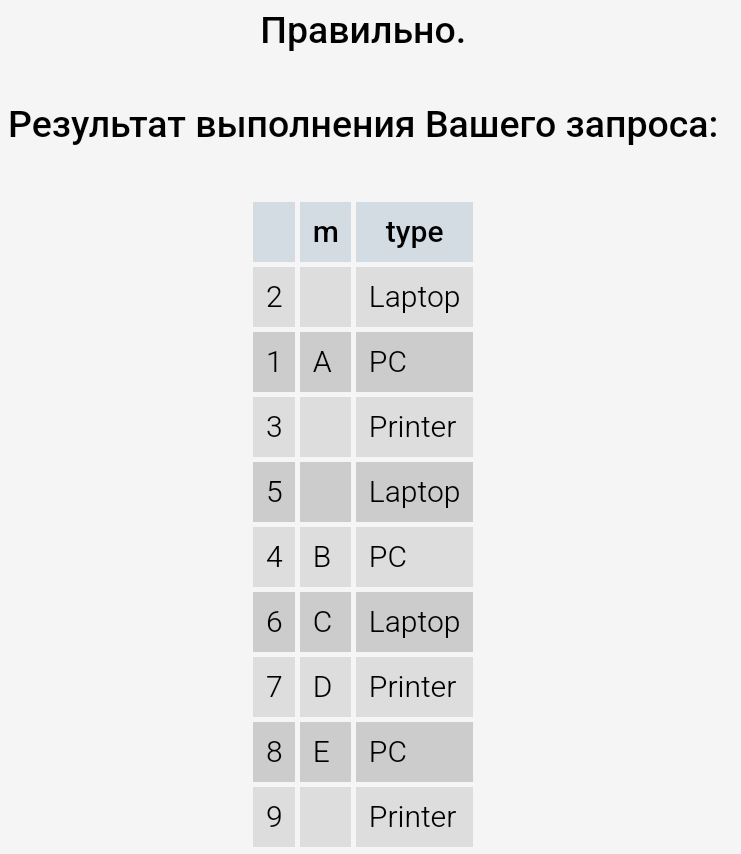 Правильно.
Результат выполнения Вашего запроса:
m type
2 Laptop
1 A PC
3 Printer
5 Laptop
4 B PC
6 C Laptop
7 D Printer
8 E PC
9 Printer